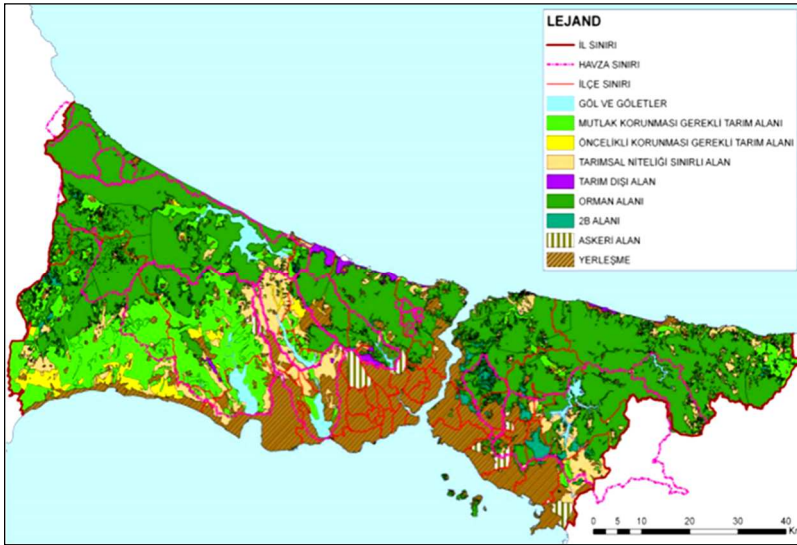 LEJAND
İL SINIRI
HAVZA SINIRI
İLÇE SINIRI
GÖL VE GÖLETLER
MUTLAK KORUNMASI GEREKLİ TARIM ALANI
ÖNCELİKLİ KORUNMASI GEREKLİ TARIM ALANI
TARIMSAL NİTELİĞİ SINIRLI ALAN
TARIM DIŞI ALAN
ORMAN ALANI
2B ALANI
ASKERİ ALAN
YERLEŞME
0 5 10 20 30 40